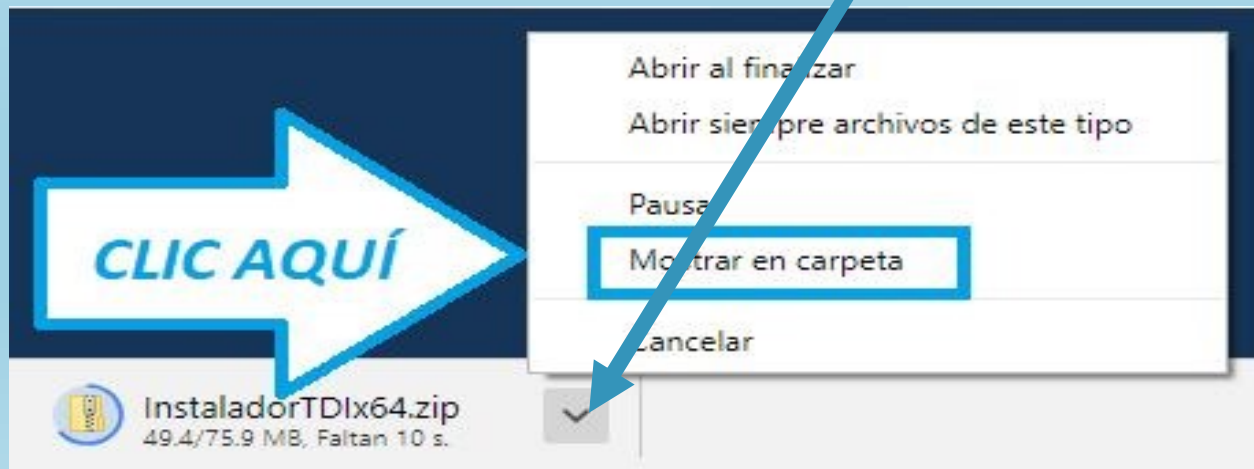 Abrir al finalizar
Abrir siempre archivos de este tipo
Pausar
Mostrar en carpeta
Cancelar
CLIC AQUÍ
InstaladorTDIx64.zip
49.4/75.9 MB, Faltan 10 s.